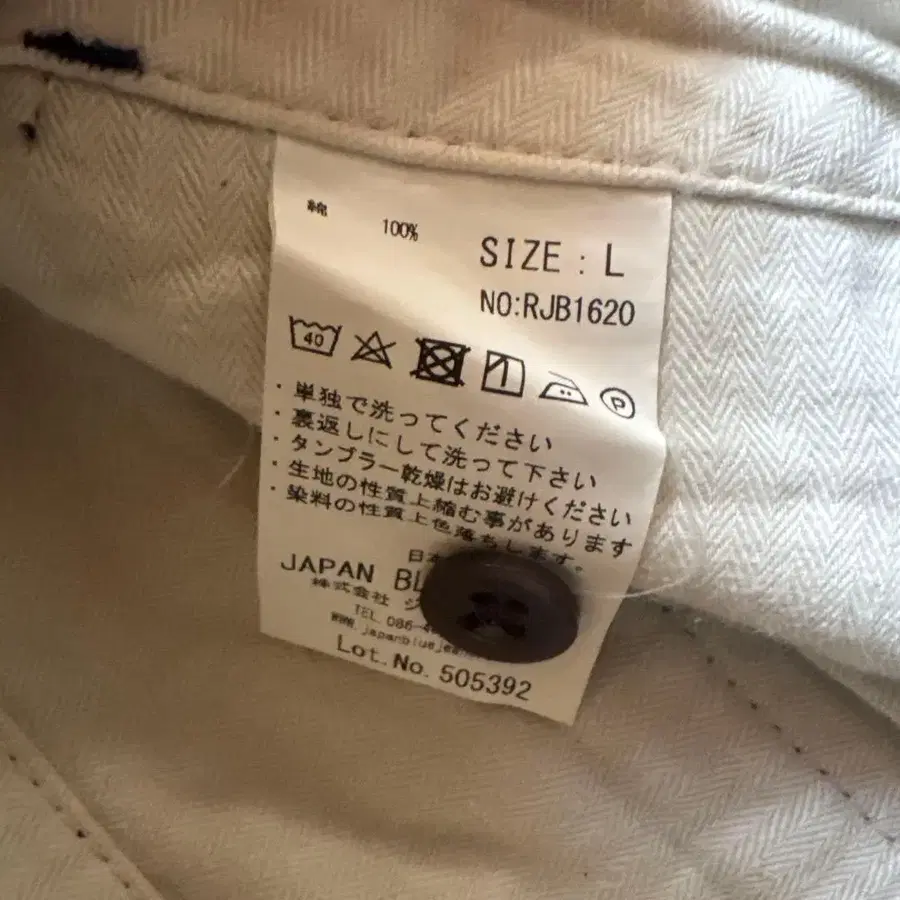 綿 100%
SIZE : L
NO:RJB1620
40
P
・単独で洗ってください
・裏返しにして洗って下さい
・タンブラー乾燥はお避けください
・生地の性質上縮む事があります
・染料の性質上色落ちします。
JAPAN
株式会社
TEL. 086-4
www.japanbluejea
Lot.No. 505392